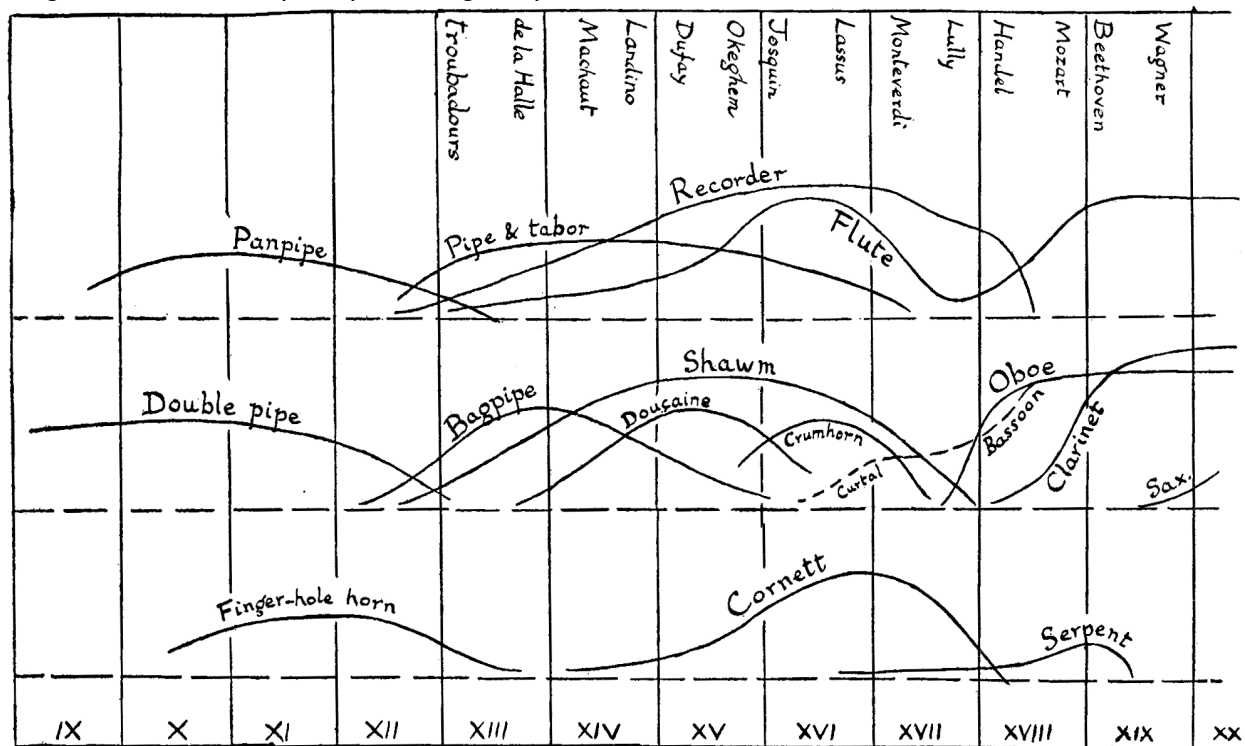 troubadours
de la Halle
Machaut
Landino
Dufay
Okeghem
Josquin
Lassus
Monteverdi
Lully
Handel
Mozart
Beethoven
Wagner
Recorder
Panpipe
Pipe & tabor
Flute
Shawm
Oboe
Double pipe
Bagpipe
Douçaine
Crumhorn
Curtal
Bassoon
Clarinet
Sax.
Finger-hole horn
Cornett
Serpent
IX X XI XII XIII XIV XV XVI XVII XVIII XIX XX